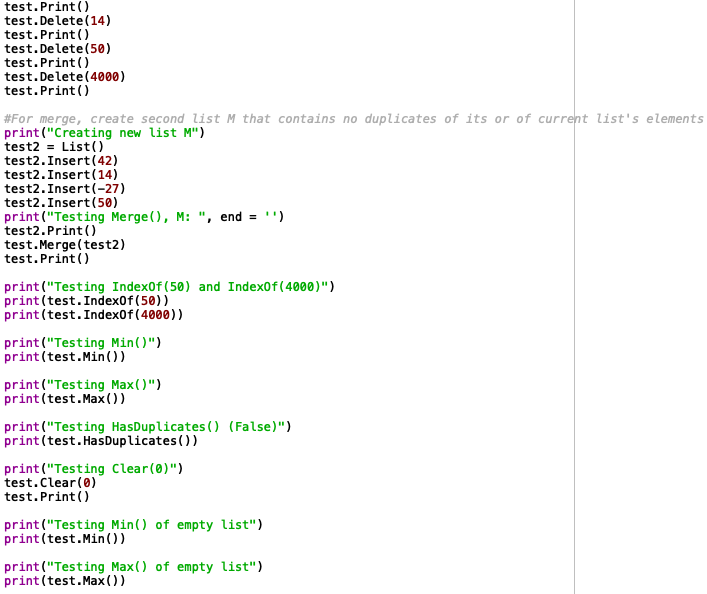 test.Print()
test.Delete(14)
test.Print()
test.Delete(50)
test.Print()
test.Delete(4000)
test.Print()
#For merge, create second list M that contains no duplicates of its or of current list's elements
print("Creating new list M")
test2 = List()
test2.Insert(42)
test2.Insert(14)
test2.Insert(-27)
test2.Insert(50)
print("Testing Merge(), M: ", end = '')
test2.Print()
test.Merge(test2)
test.Print()
print("Testing IndexOf(50) and IndexOf(4000)")
print(test.IndexOf(50))
print(test.IndexOf(4000))
print("Testing Min()")
print(test.Min())
print("Testing Max()")
print(test.Max())
print("Testing HasDuplicates() (False)")
print(test.HasDuplicates())
print("Testing Clear(0)")
test.Clear(0)
test.Print()
print("Testing Min() of empty list")
print(test.Min())
print("Testing Max() of empty list")
print(test.Max())